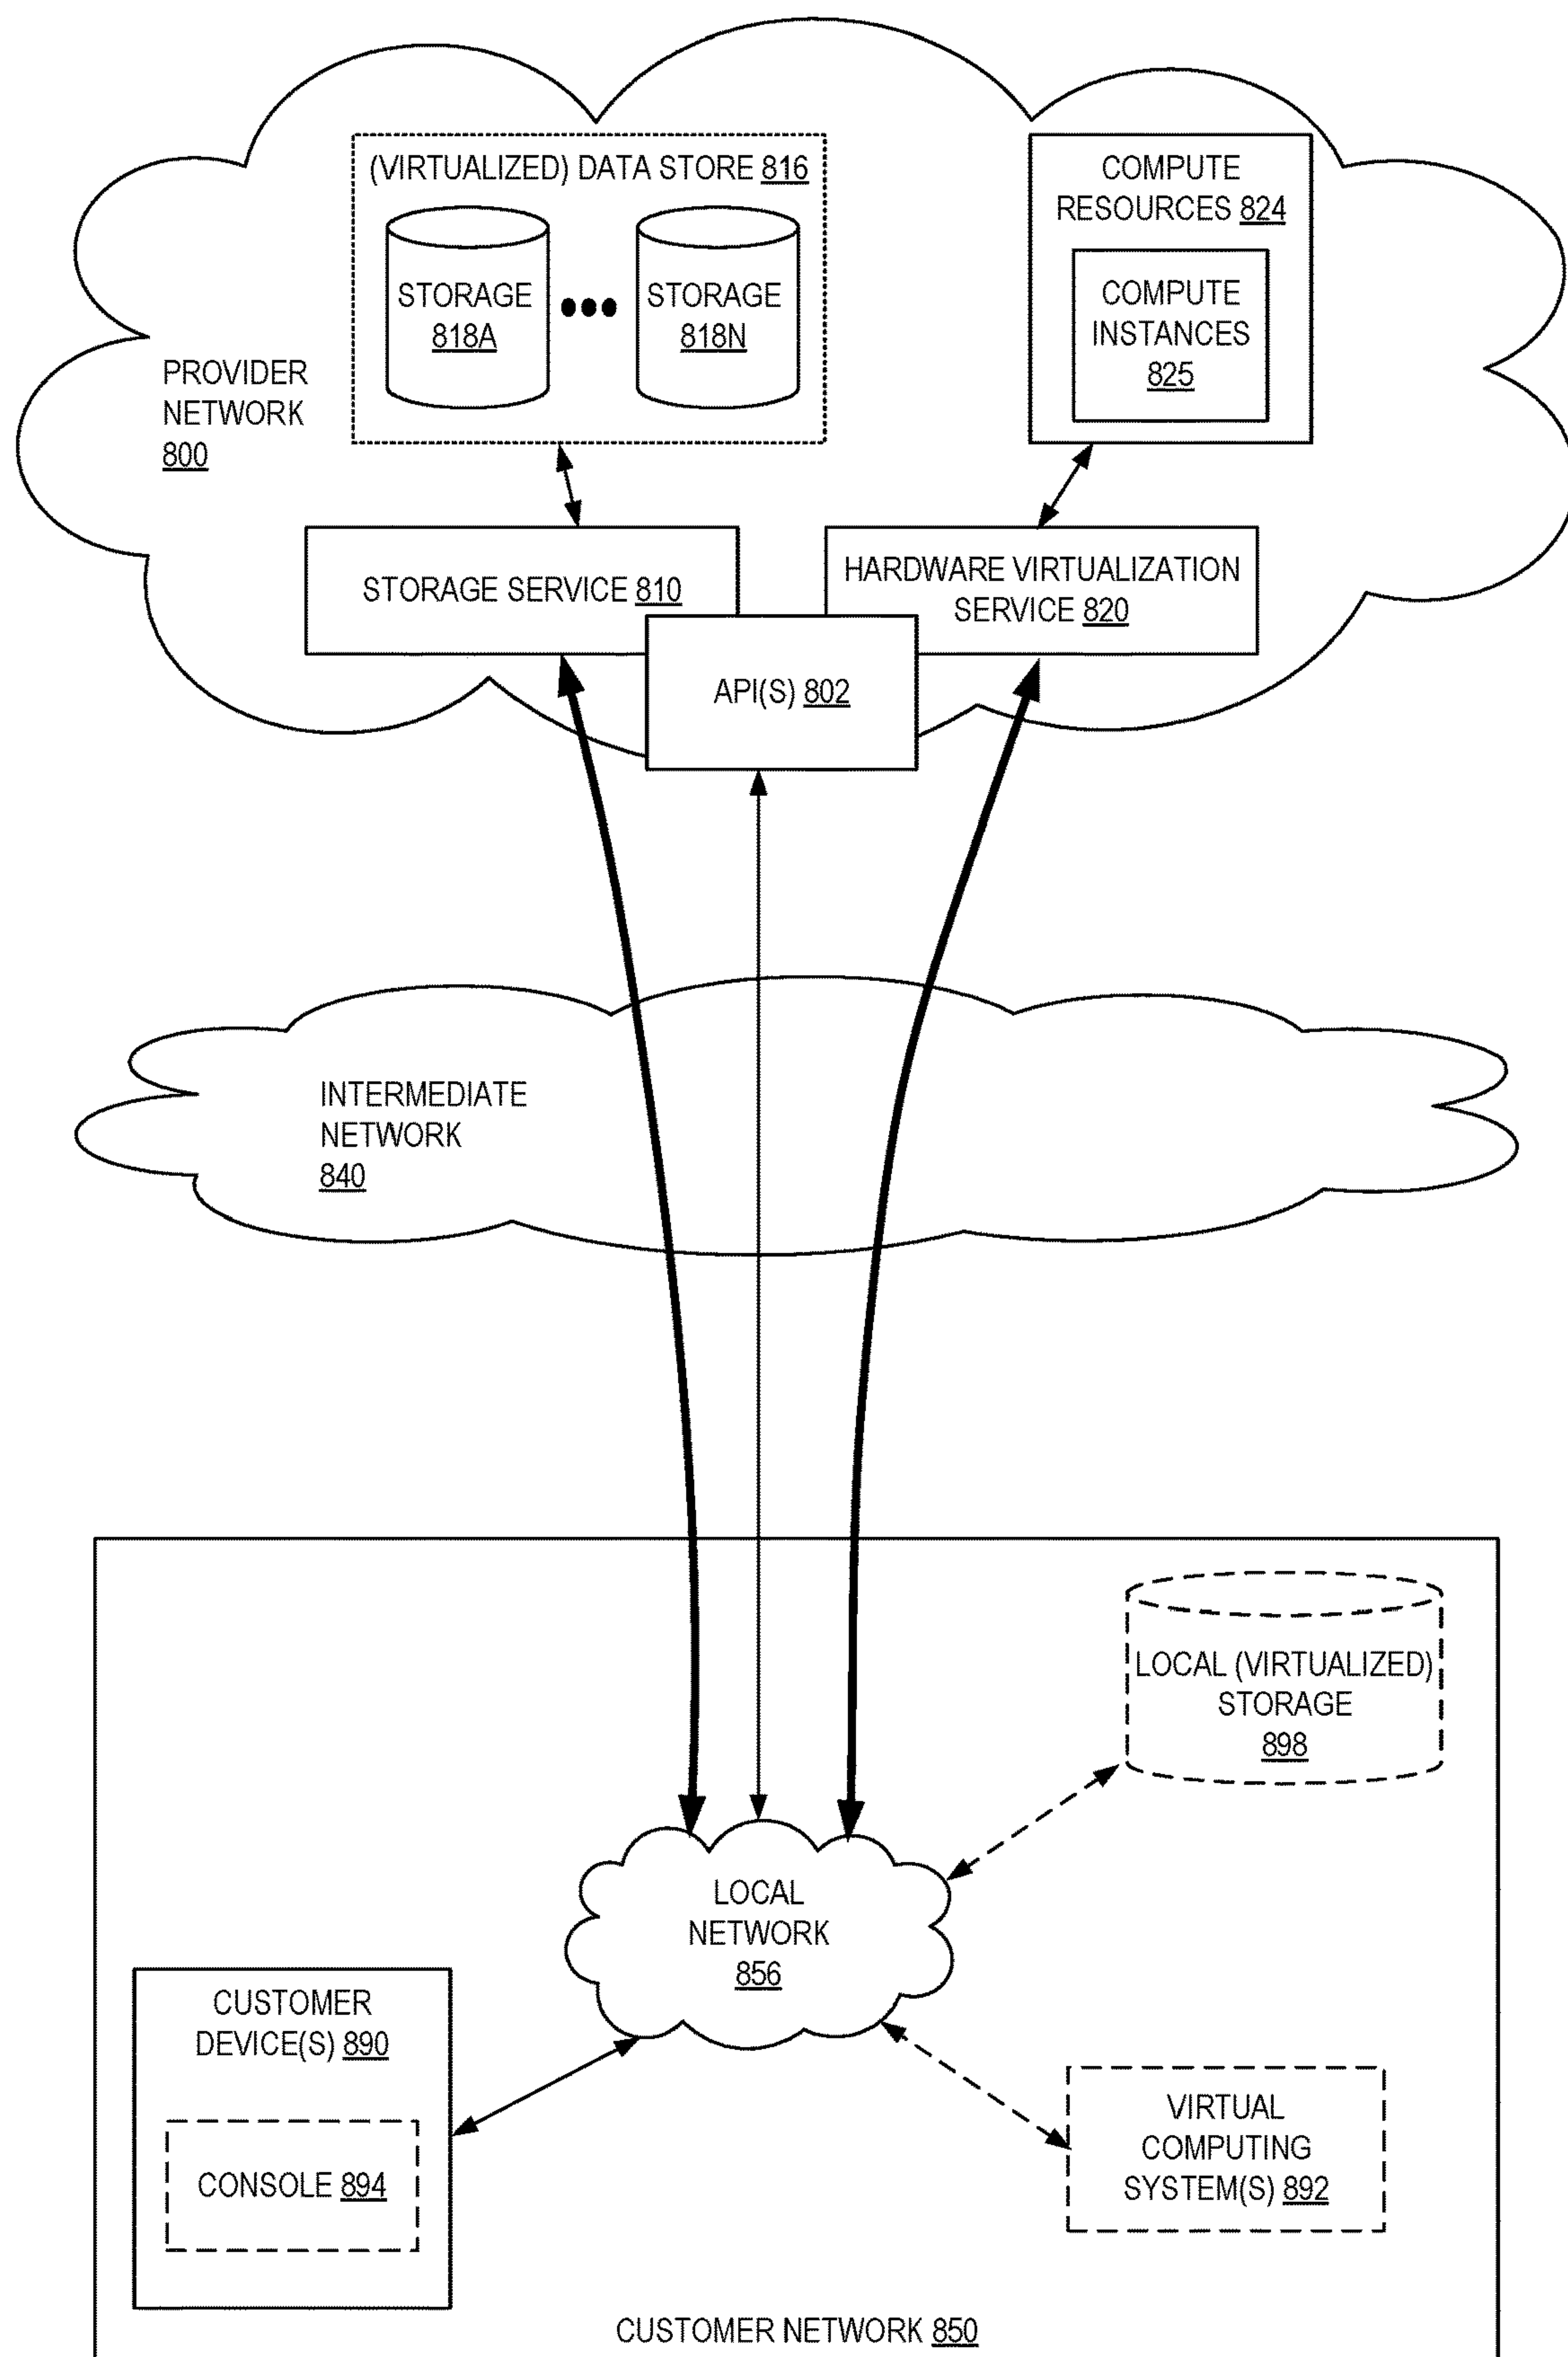 (VIRTUALIZED) DATA STORE 816
STORAGE
818A
STORAGE
818N
COMPUTE
RESOURCES 824
COMPUTE
INSTANCES
825
PROVIDER
NETWORK
800
STORAGE SERVICE 810
HARDWARE VIRTUALIZATION
SERVICE 820
API(S) 802
INTERMEDIATE
NETWORK
840
LOCAL (VIRTUALIZED)
STORAGE
898
LOCAL
NETWORK
856
CUSTOMER
DEVICE(S) 890
CONSOLE 894
VIRTUAL
COMPUTING
SYSTEM(S) 892
CUSTOMER NETWORK 850